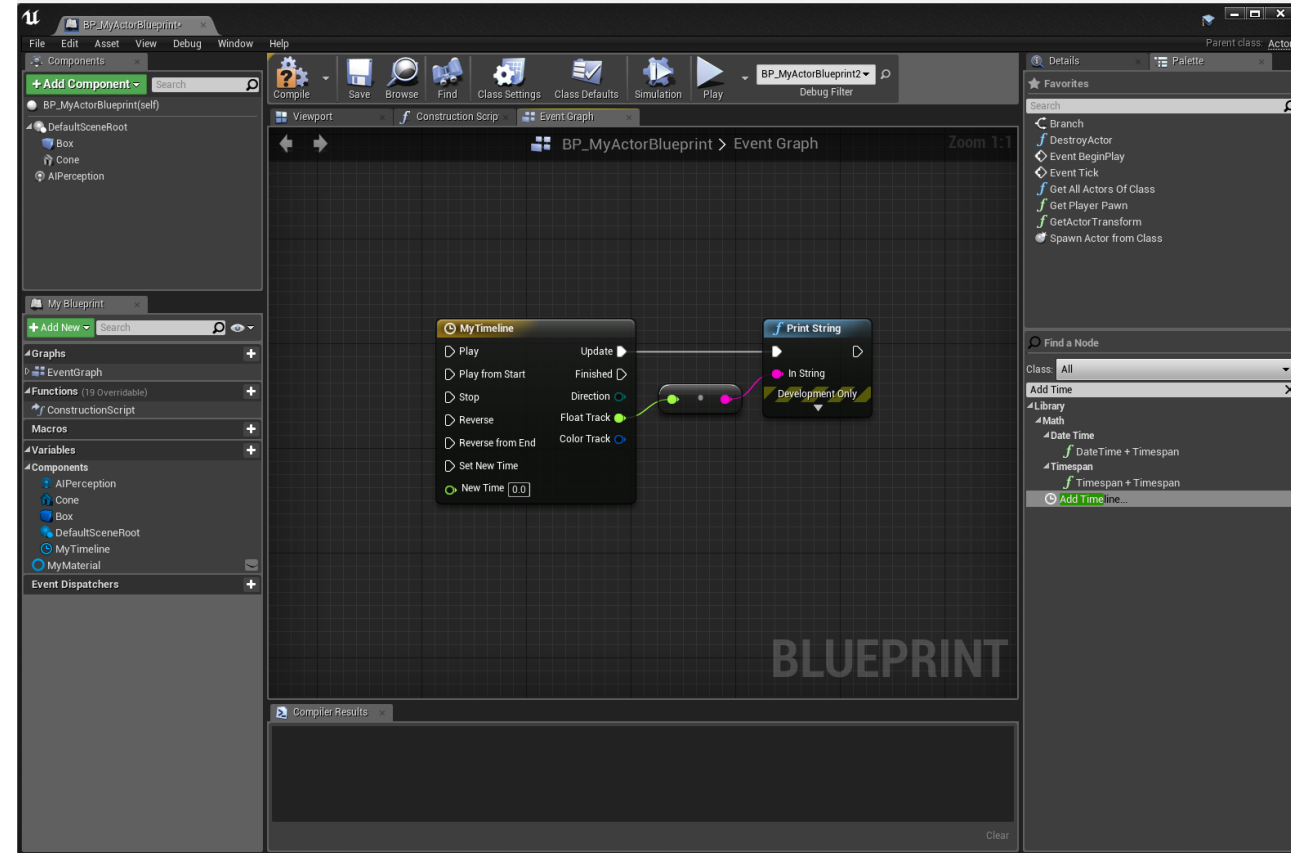 BP_MyActorBlueprint*
File Edit Asset View Debug Window Help
Parent class: Actor
Components
+Add Component Search
BP_MyActorBlueprint(self)
DefaultSceneRoot
Box
Cone
AIPerception
My Blueprint
+Add New Search
Graphs
EventGraph
Functions (19 Overridable)
ConstructionScript
Macros
Variables
Components
AIPerception
Cone
Box
DefaultSceneRoot
MyTimeline
MyMaterial
Event Dispatchers
Compile Save Browse Find Class Settings Class Defaults Simulation Play
BP_MyActorBlueprint2
Debug Filter
Viewport Construction Scrip Event Graph
BP_MyActorBlueprint > Event Graph
Zoom 1:1
MyTimeline
Play Update
Play from Start Finished
Stop Direction
Reverse Float Track
Reverse from End Color Track
Set New Time
New Time 0.0
Print String
In String
Development Only
BLUEPRINT
Compiler Results
Clear
Details Palette
Favorites
Search
Branch
DestroyActor
Event BeginPlay
Event Tick
Get All Actors Of Class
Get Player Pawn
GetActorTransform
Spawn Actor from Class
Find a Node
Class: All
Add Time
Library
Math
Date Time
DateTime + Timespan
Timespan
Timespan + Timespan
Add Timeline...